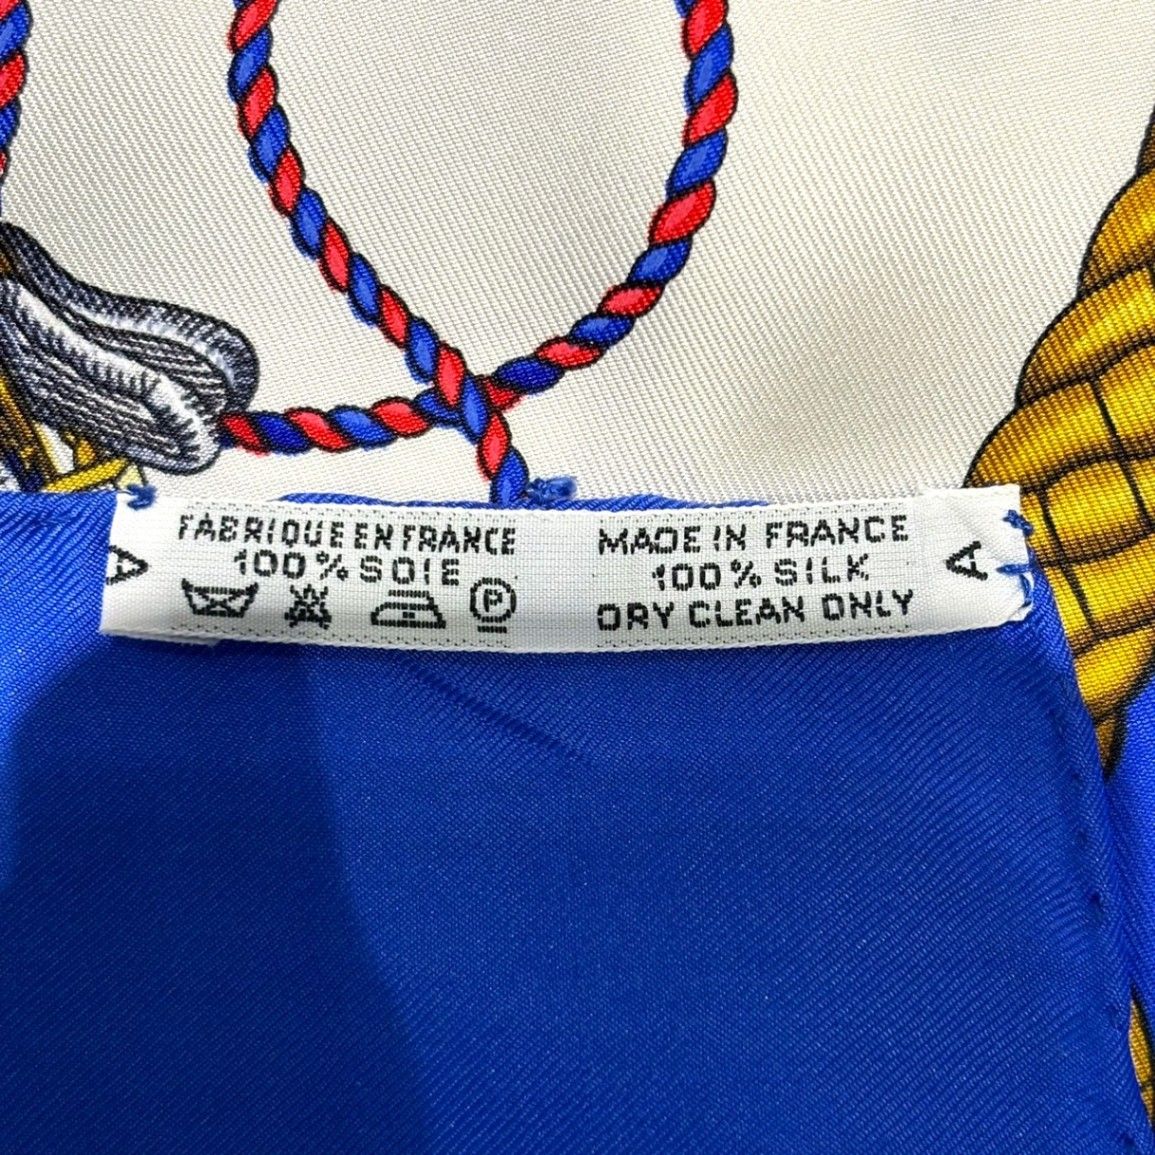 FABRIQUE EN FRANCE
100% SOIE
P
MADE IN FRANCE
100% SILK
DRY CLEAN ONLY
A
A